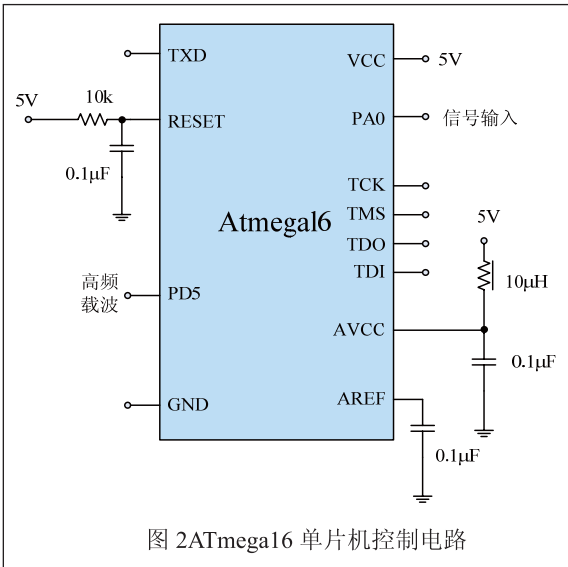 TXD
VCC
5V
5V
10k
RESET
PA0
信号输入
0.1μF
TCK
TMS
Atmegal6
TDO
5V
TDI
高频
载波
PD5
10μH
AVCC
0.1μF
GND
AREF
0.1μF
图 2ATmega16 单片机控制电路